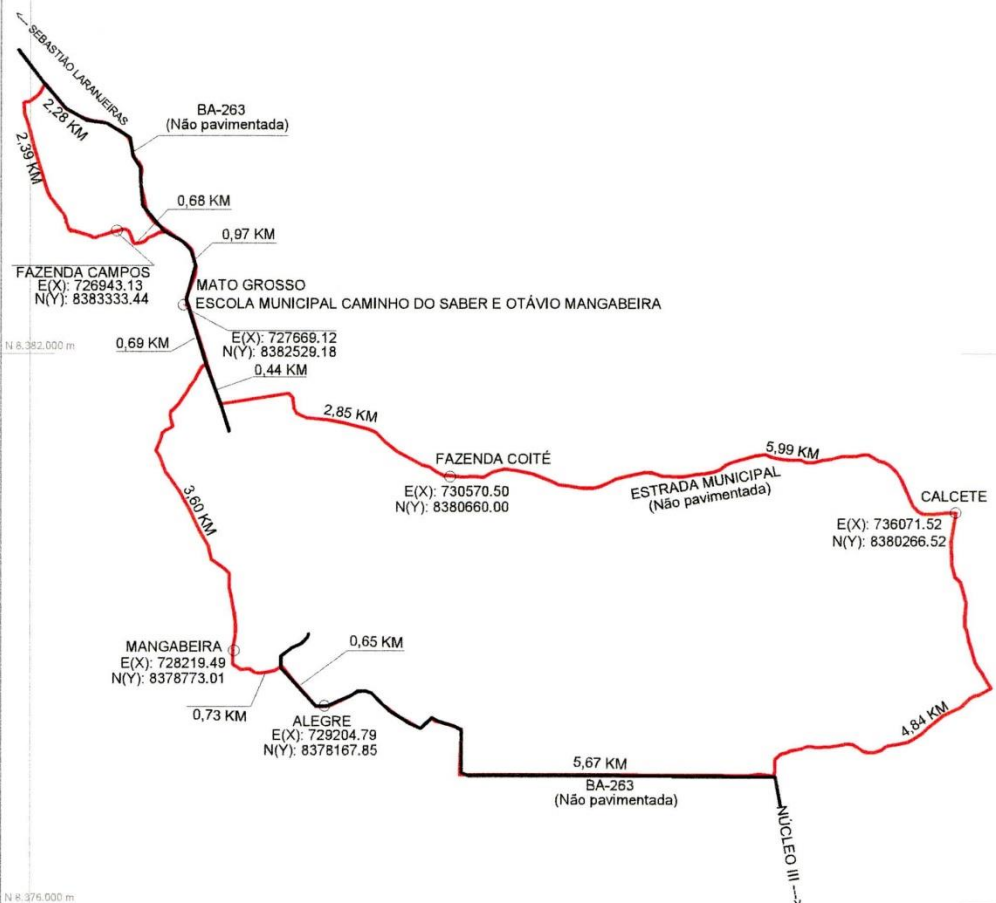 <--- SEBASTIÃO LARANJEIRAS
2,28 KM
BA-263
(Não pavimentada)
2,39 KM
0,68 KM
0,97 KM
FAZENDA CAMPOS
E(X): 726943.13
N(Y): 8383333.44
MATO GROSSO
ESCOLA MUNICIPAL CAMINHO DO SABER E OTÁVIO MANGABEIRA
E(X): 727669.12
N(Y): 8382529.18
0,69 KM
N 8.382.000 m
0,44 KM
2,85 KM
FAZENDA COITÉ
E(X): 730570.50
N(Y): 8380660.00
5,99 KM
ESTRADA MUNICIPAL
(Não pavimentada)
CALCETE
E(X): 736071.52
N(Y): 8380266.52
3,60 KM
MANGABEIRA
E(X): 728219.49
N(Y): 8378773.01
0,65 KM
0,73 KM
ALEGRE
E(X): 729204.79
N(Y): 8378167.85
4,84 KM
5,67 KM
BA-263
(Não pavimentada)
NÚCLEO III --->
N 8.376.000 m